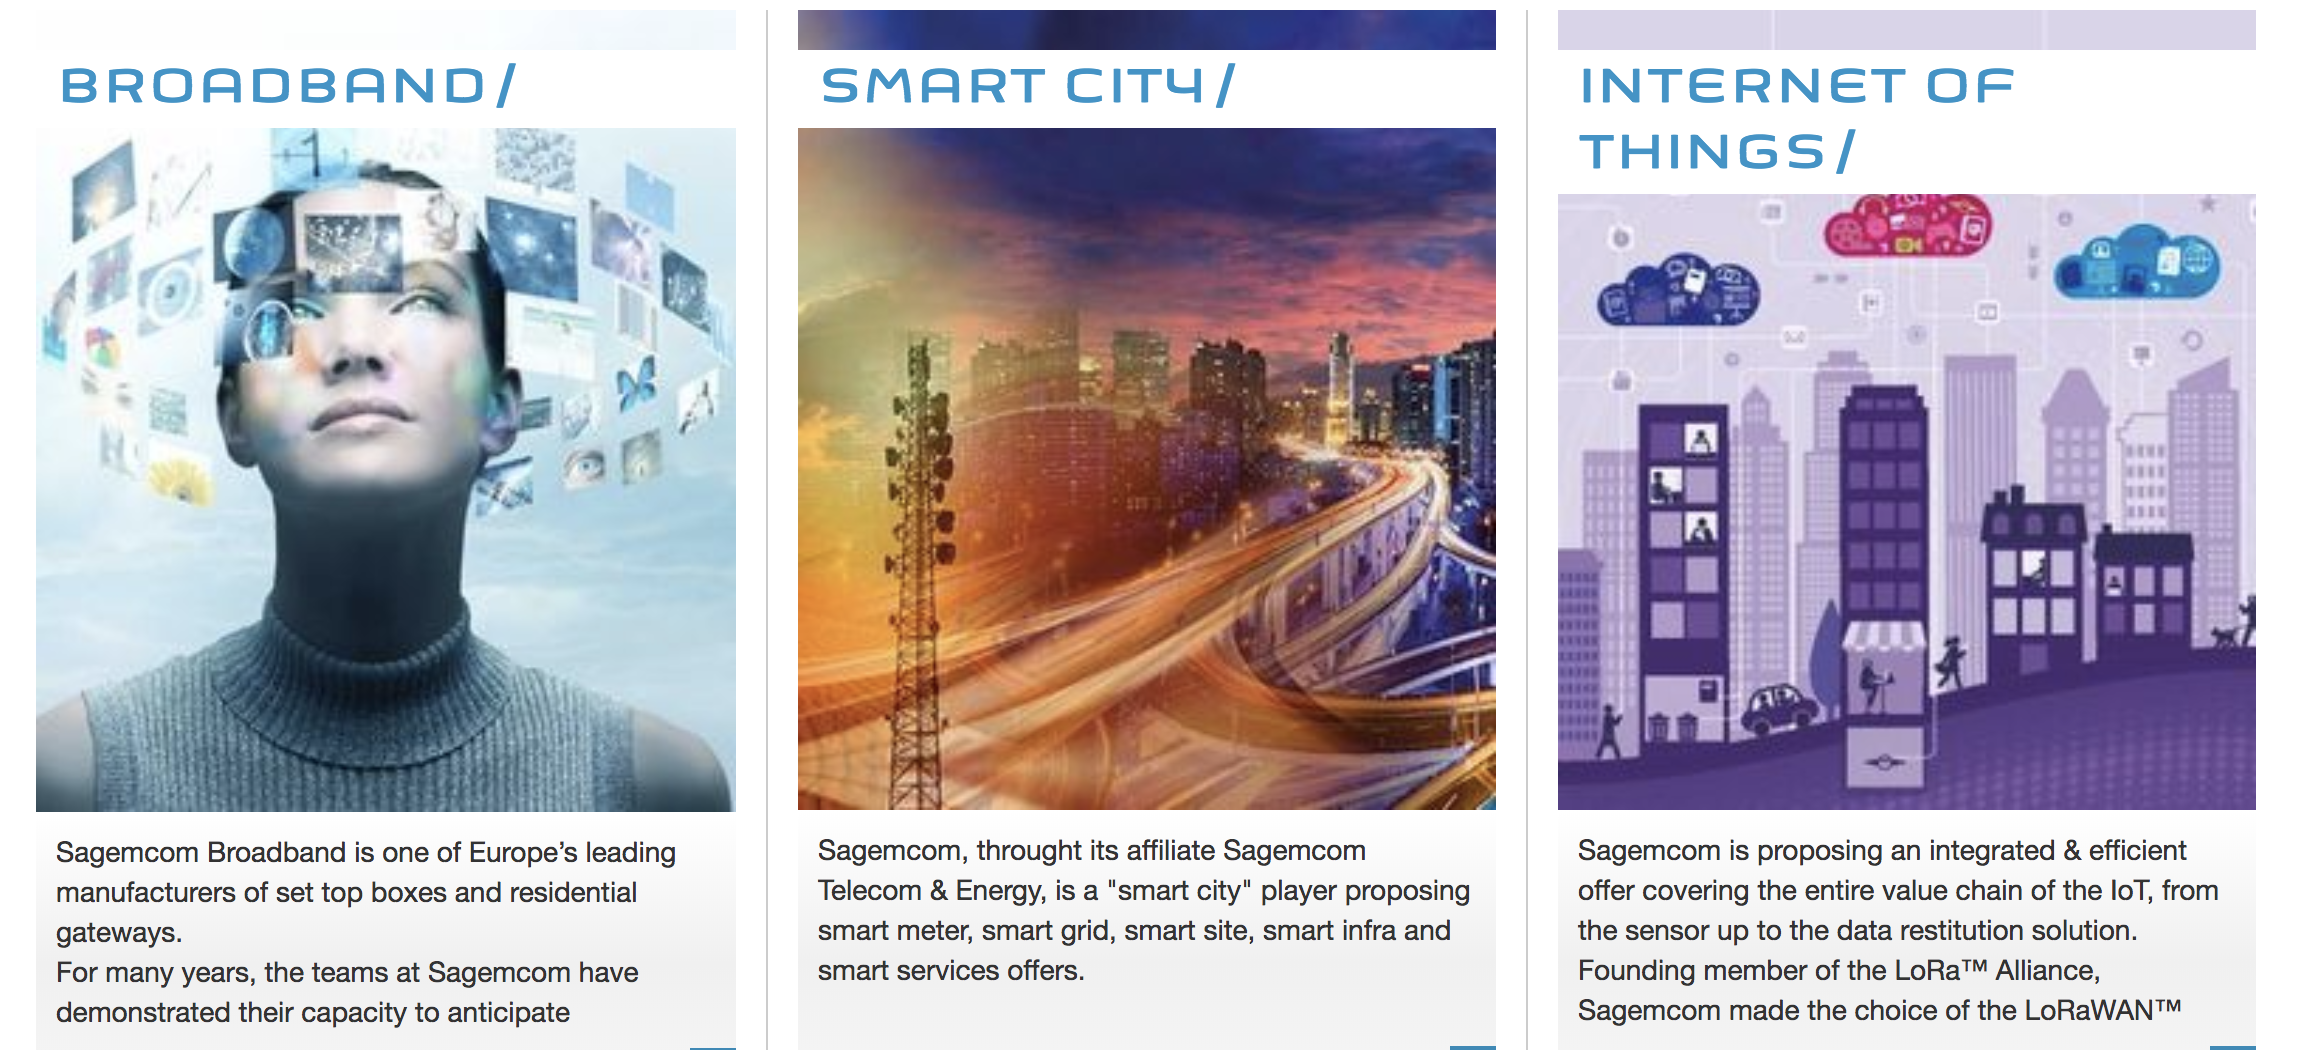 BROADBAND/
Sagemcom Broadband is one of Europe’s leading
manufacturers of set top boxes and residential
gateways.
For many years, the teams at Sagemcom have
demonstrated their capacity to anticipate
SMART CITY/
Sagemcom, throught its affiliate Sagemcom
Telecom & Energy, is a "smart city" player proposing
smart meter, smart grid, smart site, smart infra and
smart services offers.
INTERNET OF
THINGS/
Sagemcom is proposing an integrated & efficient
offer covering the entire value chain of the IoT, from
the sensor up to the data restitution solution.
Founding member of the LoRa™ Alliance,
Sagemcom made the choice of the LoRaWAN™